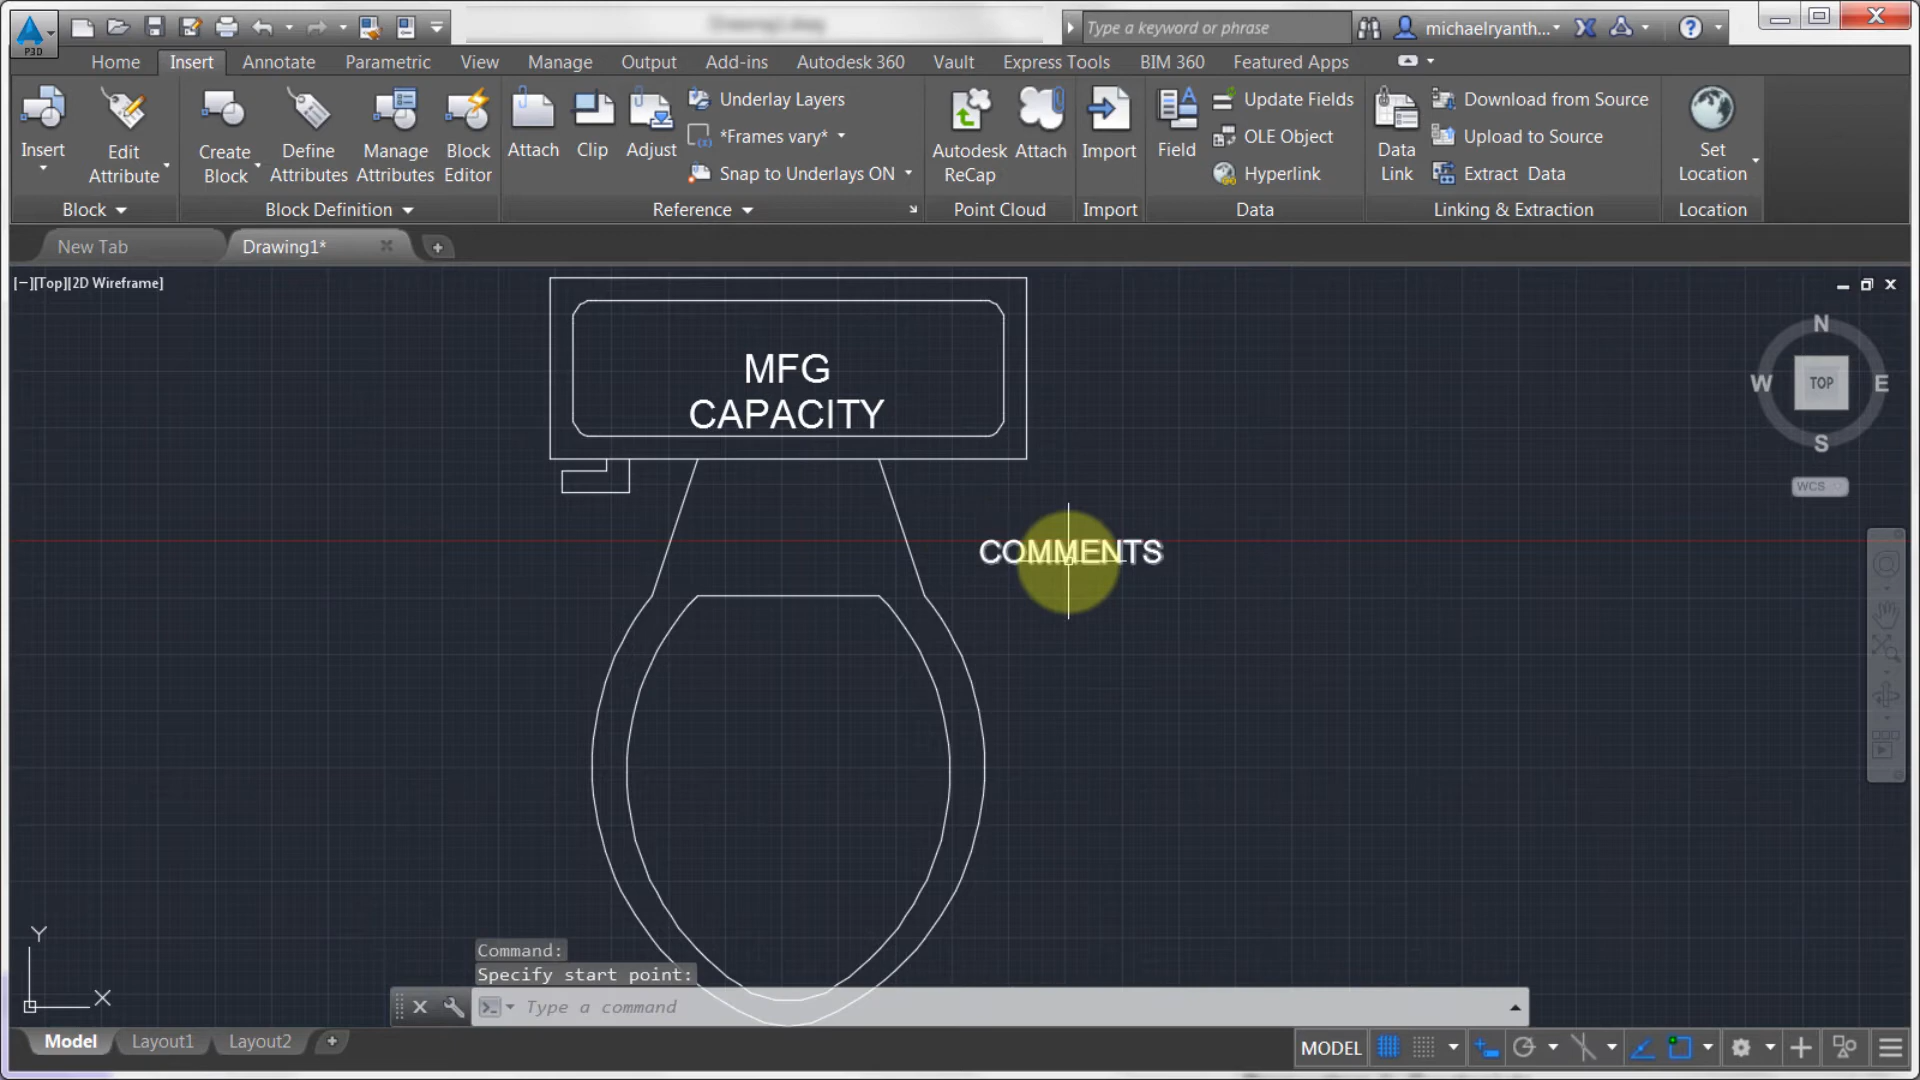 P3D
Type a keyword or phrase
michaelryanth...
Home Insert Annotate Parametric View Manage Output Add-ins Autodesk 360 Vault Express Tools BIM 360 Featured Apps
Insert
Edit Attribute
Create Block
Define Attributes
Manage Attributes
Block Editor
Attach
Clip
Adjust
Underlay Layers
*Frames vary*
Snap to Underlays ON
Autodesk ReCap
Attach
Import
Field
Update Fields
OLE Object
Hyperlink
Data Link
Download from Source
Upload to Source
Extract Data
Set Location
Block Block Definition Reference Point Cloud Import Data Linking & Extraction Location
New Tab Drawing1*
[−][Top][2D Wireframe]
N
W TOP E
S
WCS
MFG
CAPACITY
COMMENTS
Y
X
Command:
Specify start point:
Type a command
Model Layout1 Layout2
MODEL